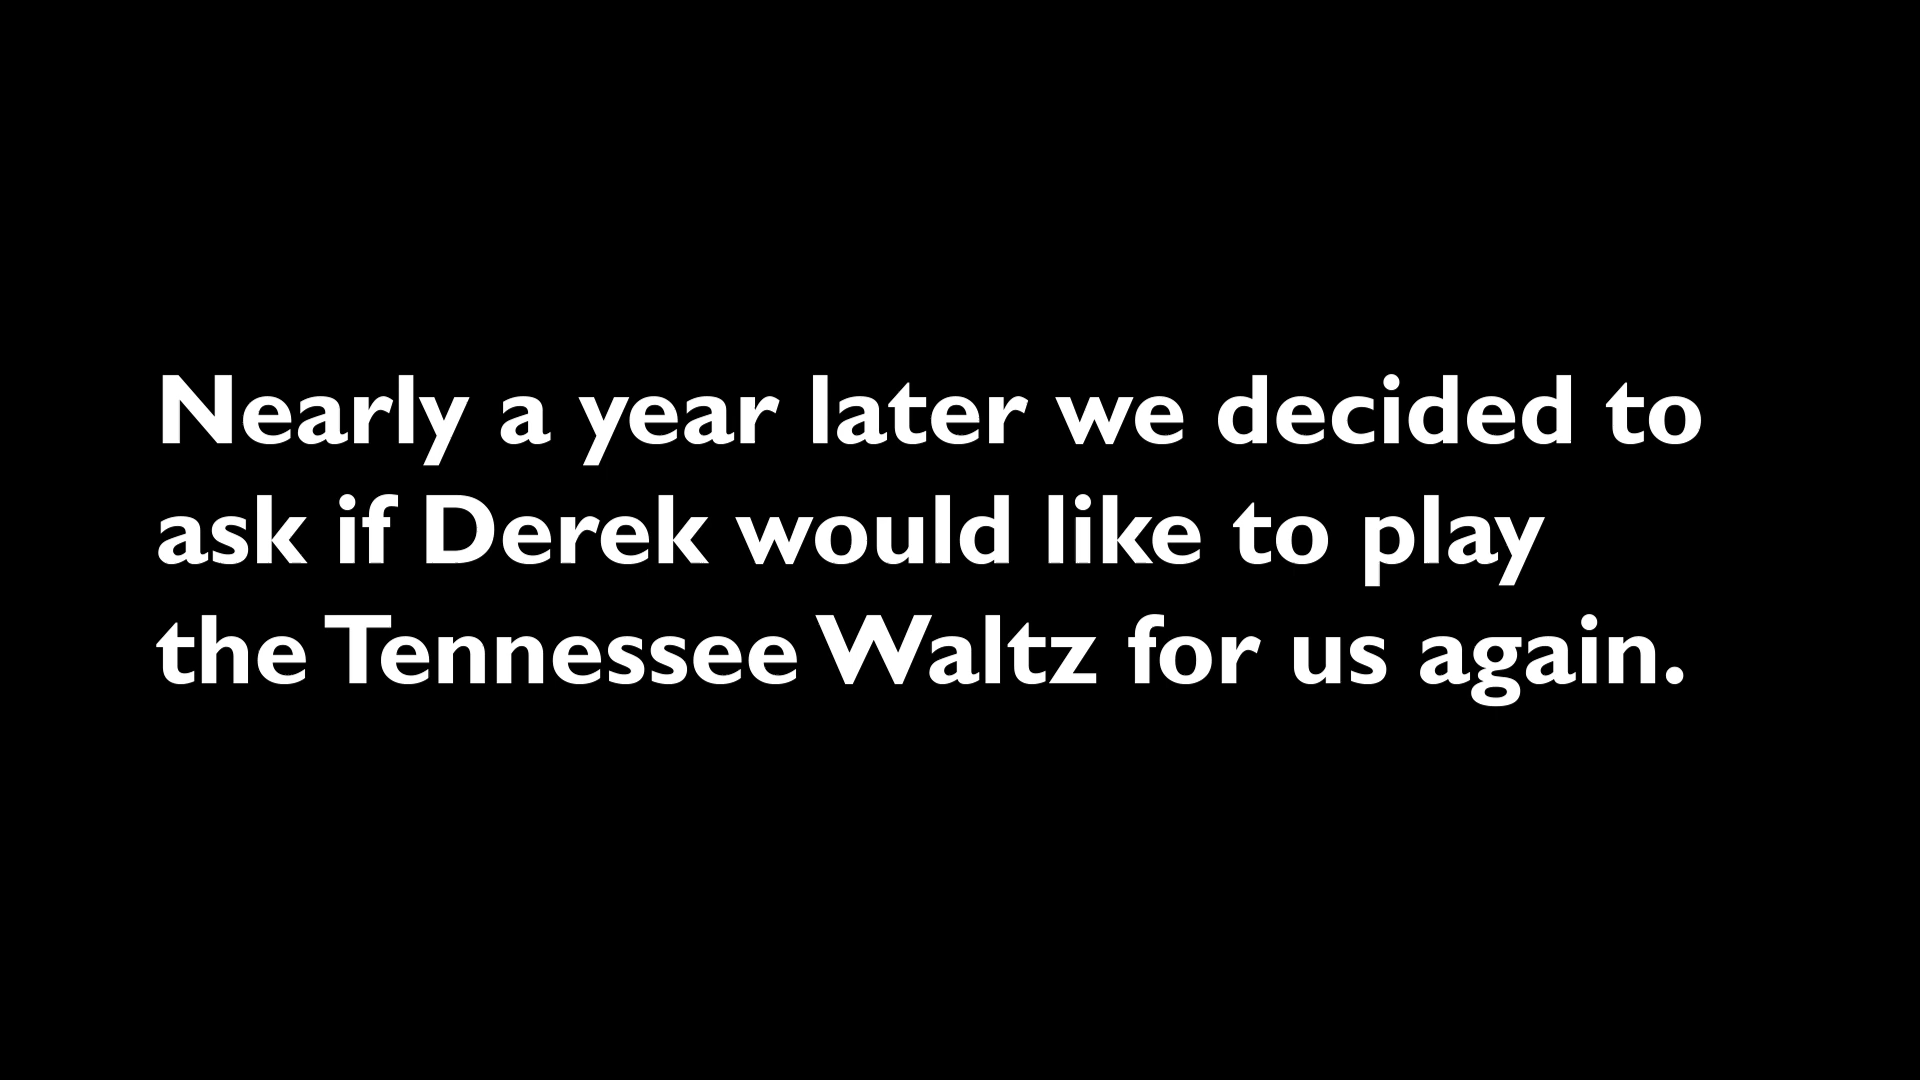 Nearly a year later we decided to
ask if Derek would like to play
the Tennessee Waltz for us again.